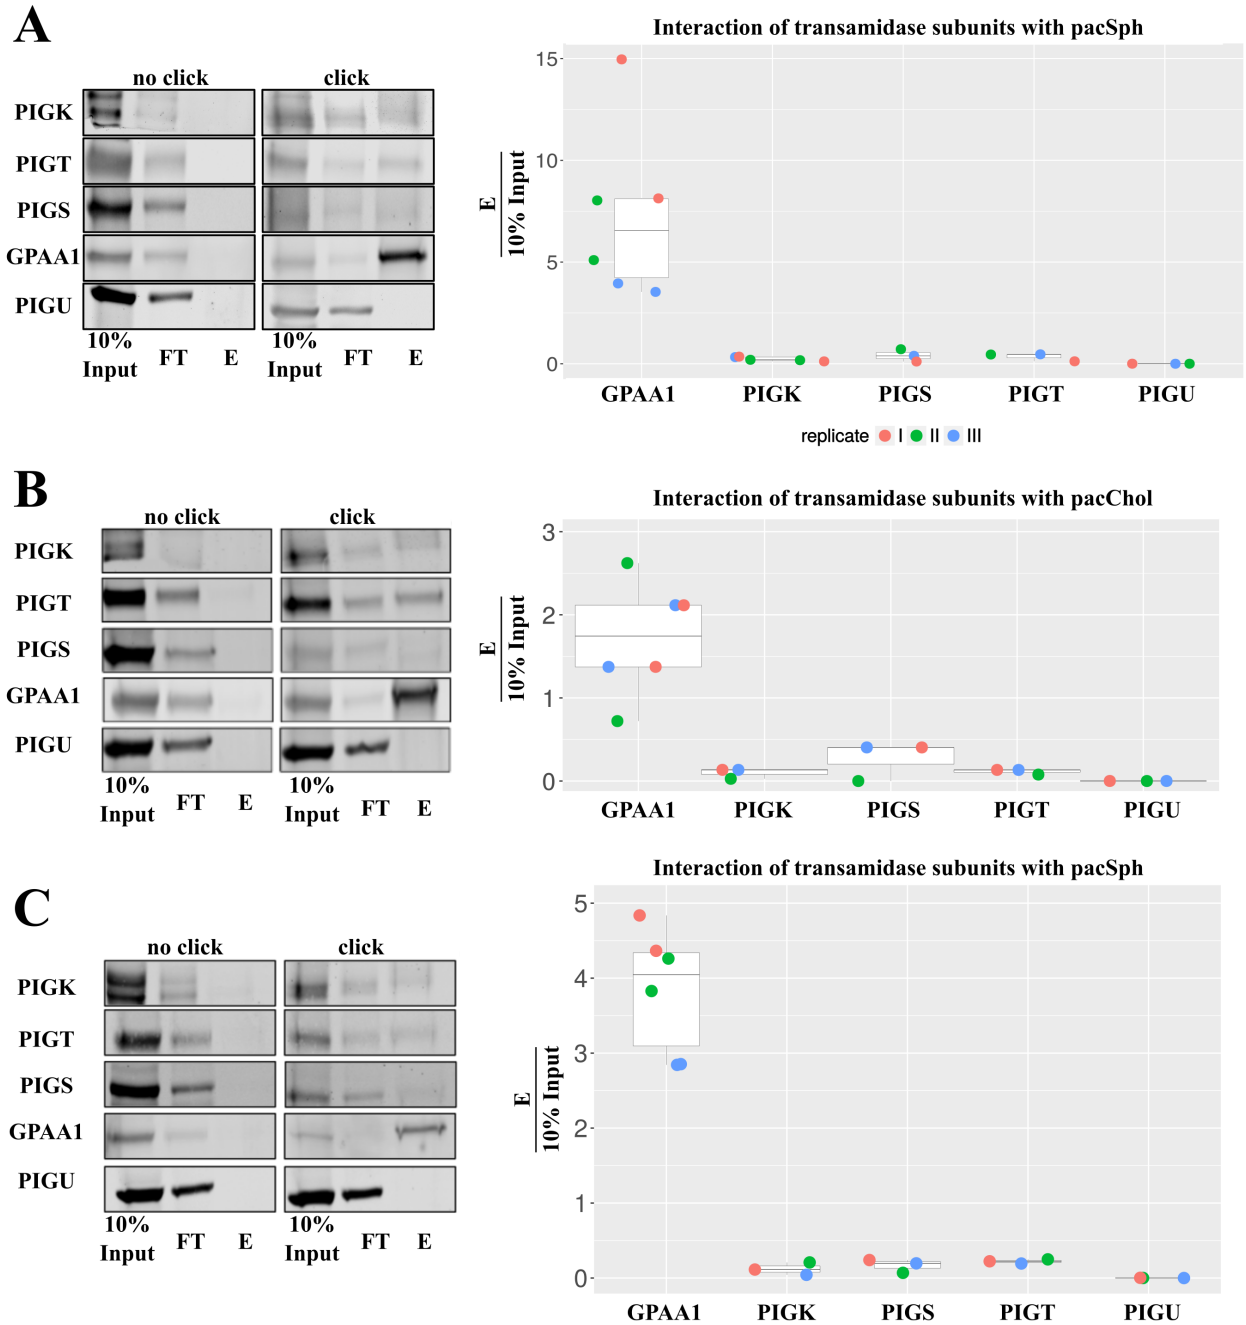 A
no click click
PIGK
PIGT
PIGS
GPAA1
PIGU
10% Input FT E 10% Input FT E
Interaction of transamidase subunits with pacSph
E
10% Input
15
10
5
0
GPAA1 PIGK PIGS PIGT PIGU
replicate I II III
B
no click click
PIGK
PIGT
PIGS
GPAA1
PIGU
10% Input FT E 10% Input FT E
Interaction of transamidase subunits with pacChol
E
10% Input
3
2
1
0
GPAA1 PIGK PIGS PIGT PIGU
C
no click click
PIGK
PIGT
PIGS
GPAA1
PIGU
10% Input FT E 10% Input FT E
Interaction of transamidase subunits with pacSph
E
10% Input
5
4
3
2
1
0
GPAA1 PIGK PIGS PIGT PIGU